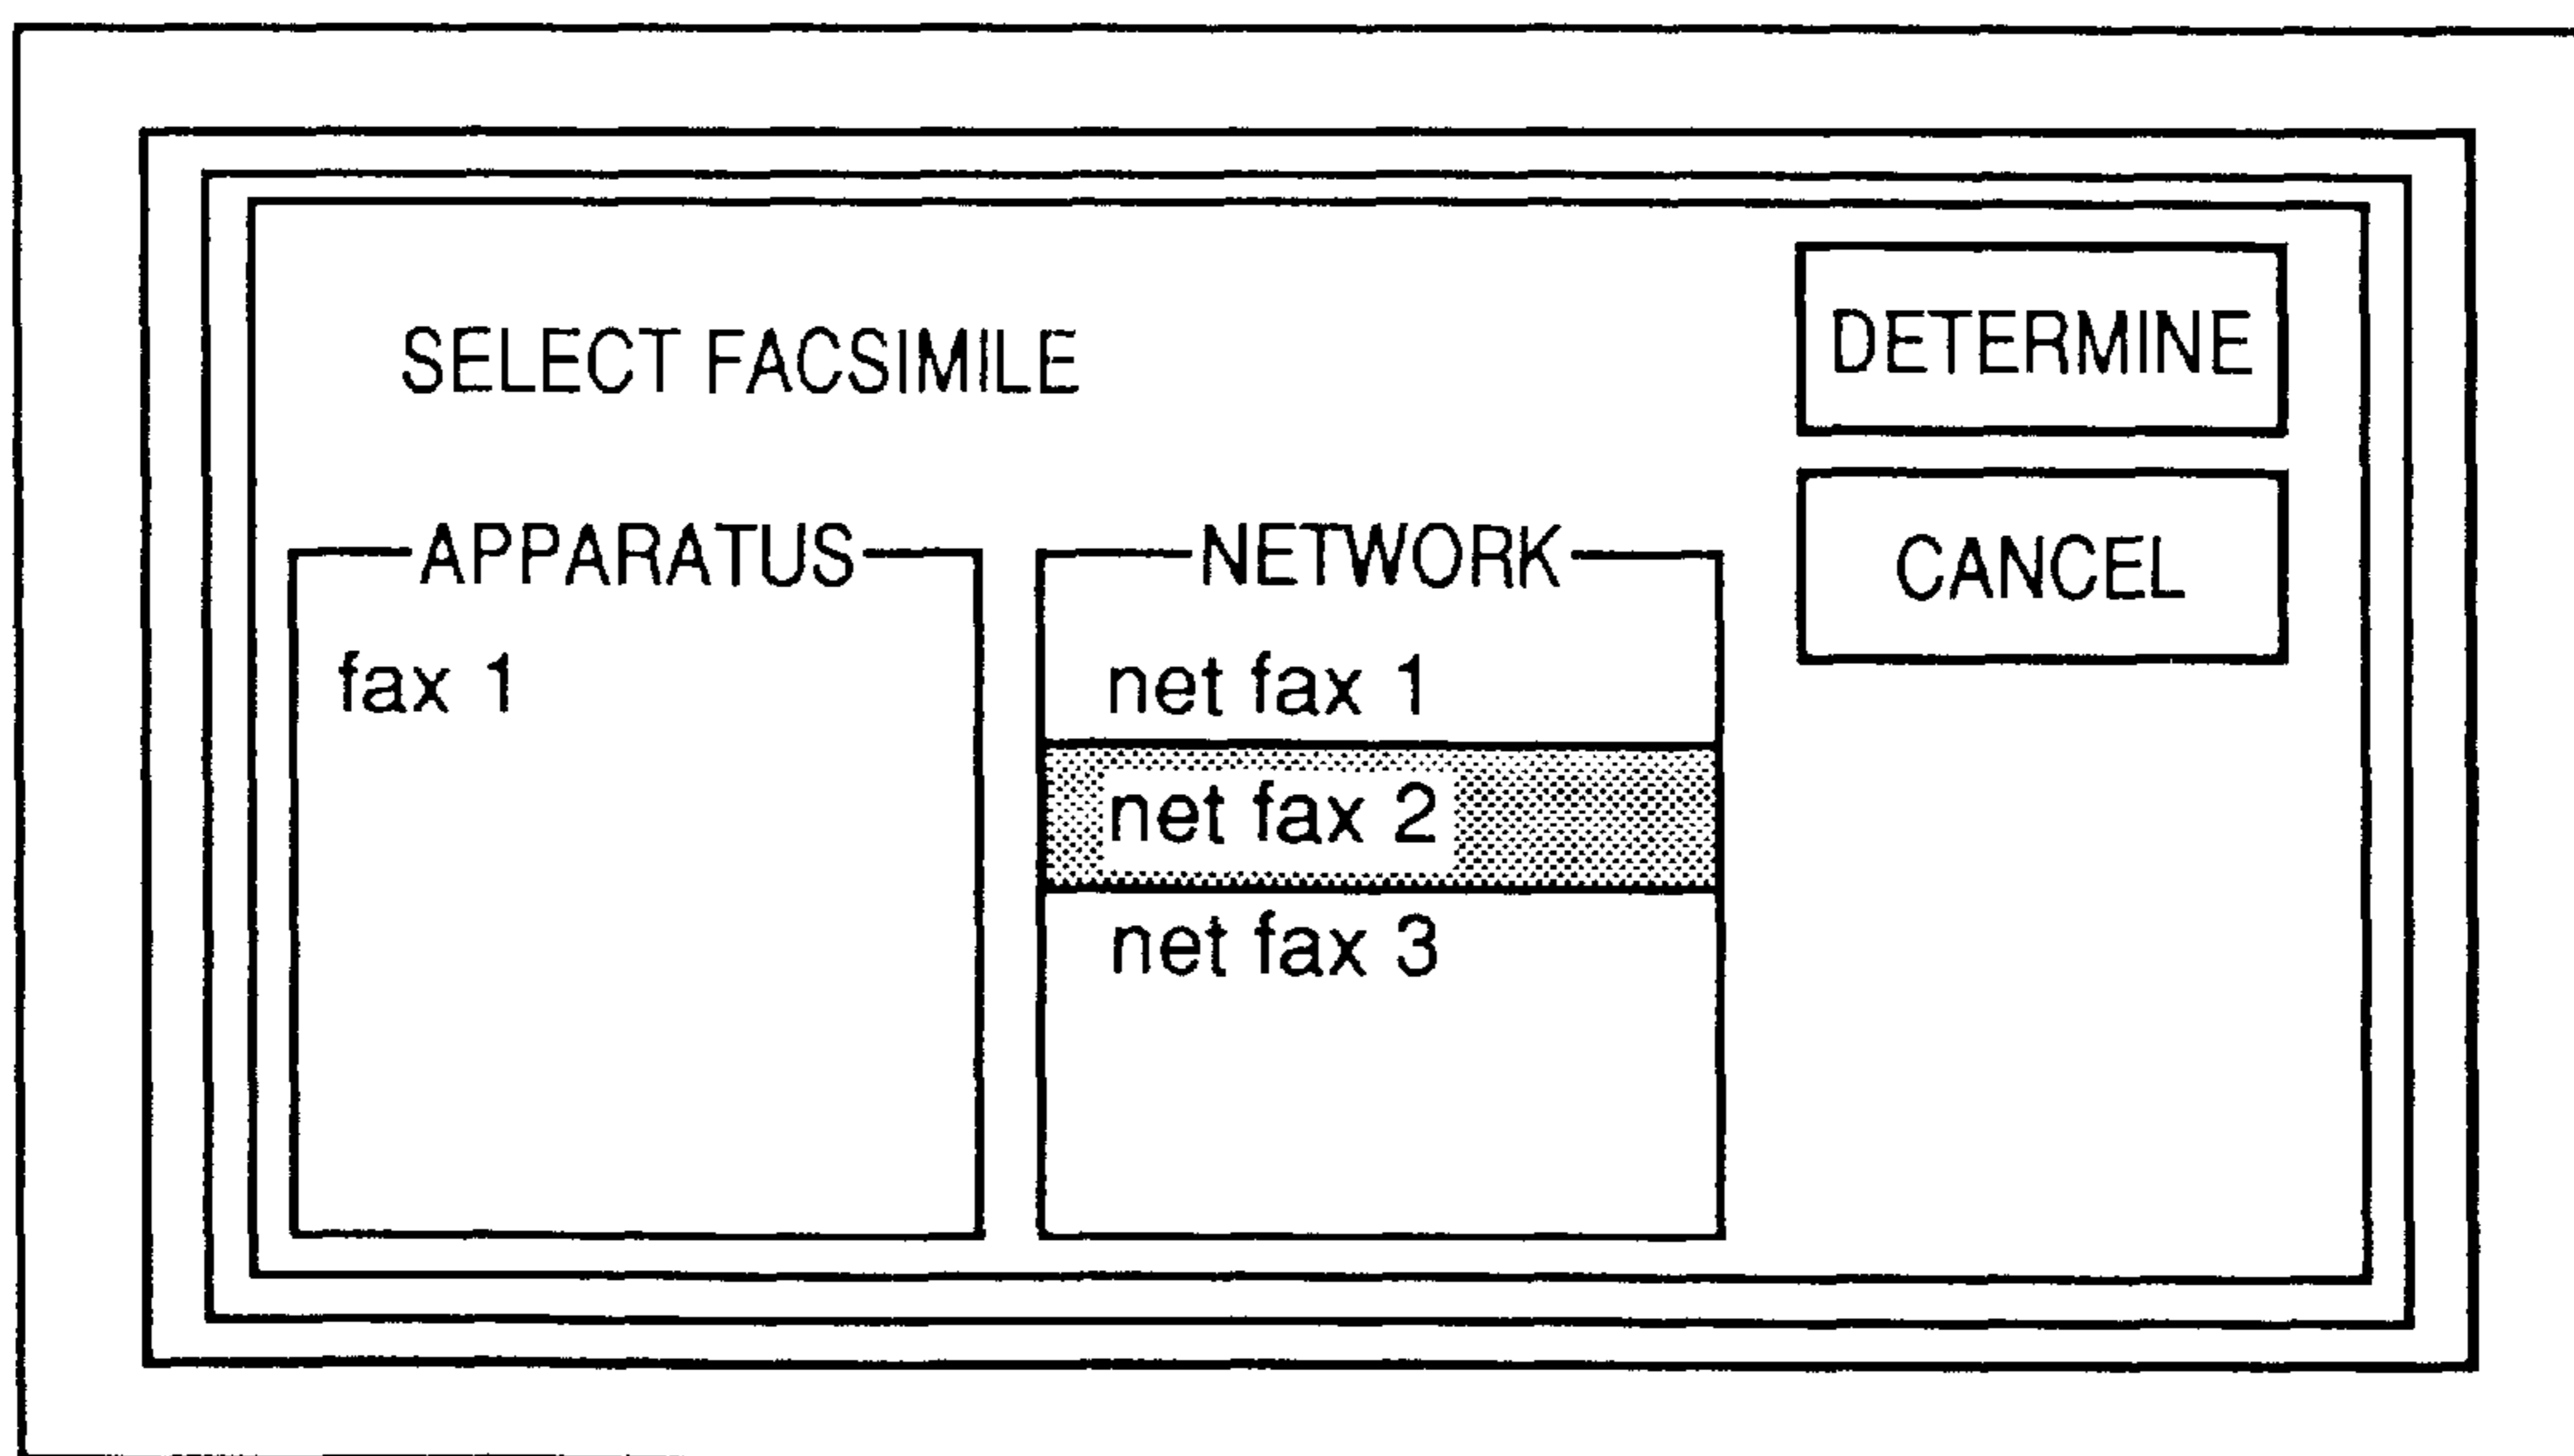 SELECT FACSIMILE
DETERMINE
CANCEL
APPARATUS
fax 1
NETWORK
net fax 1
net fax 2
net fax 3